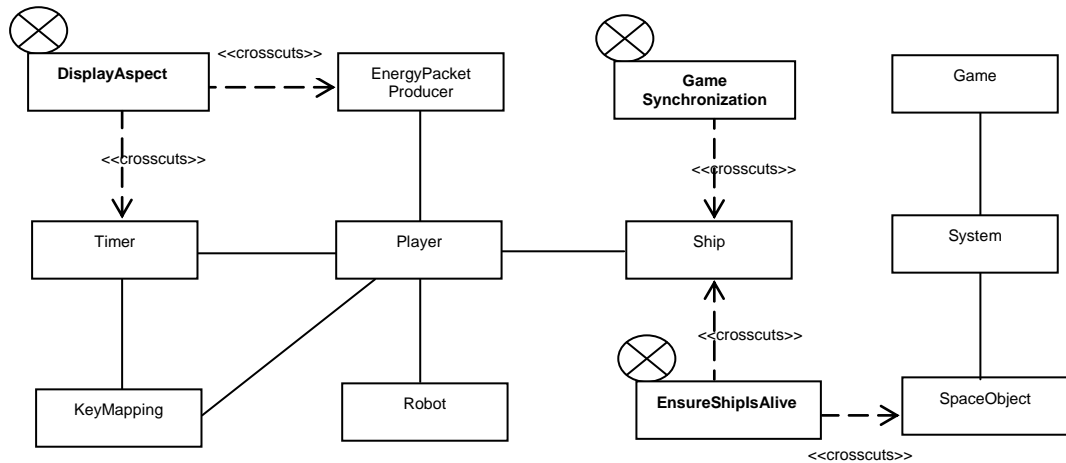 <<crosscuts>>
DisplayAspect
EnergyPacket
Producer
Game
Synchronization
Game
<<crosscuts>>
<<crosscuts>>
Timer
Player
Ship
System
<<crosscuts>>
KeyMapping
Robot
EnsureShipIsAlive
SpaceObject
<<crosscuts>>